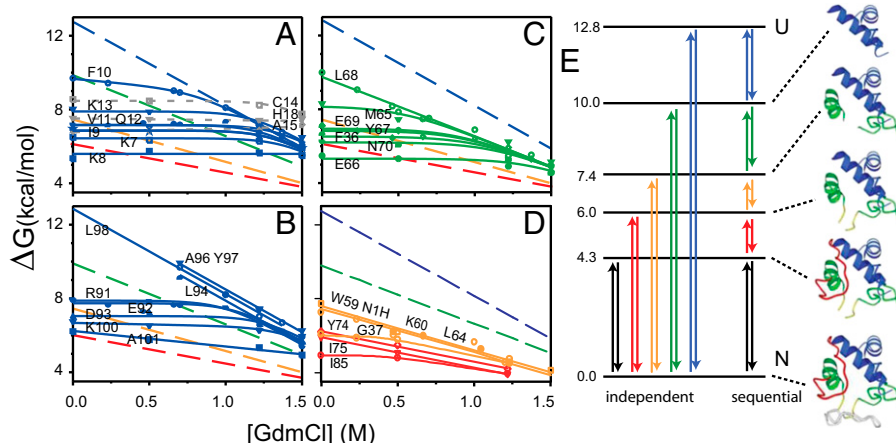 A
12
8
4
F10
K13
V11 Q12
I9
K7
K8
C14
H18
A15
C
L68
M65
E69
Y67
F36
N70
E66
B
12
8
4
L98
A96 Y97
L94
R91
E92
D93
K100
A101
0.0
0.5
1.0
1.5
D
W59 N1H
K60
L64
Y74
G37
I75
I85
0.0
0.5
1.0
1.5
ΔG(kcal/mol)
[GdmCl] (M)
E
12.8
U
10.0
7.4
6.0
4.3
0.0
N
independent
sequential